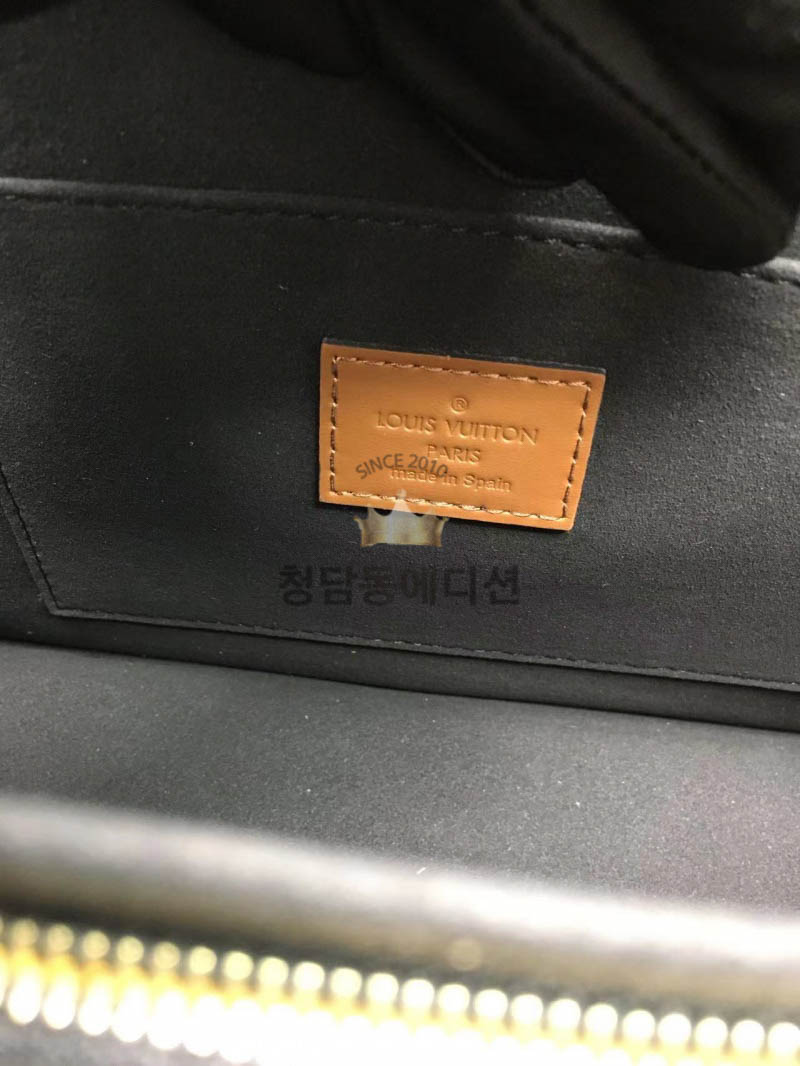 ®
LOUIS VUITTON
PARIS
made in Spain
SINCE 2010
청담동에디션